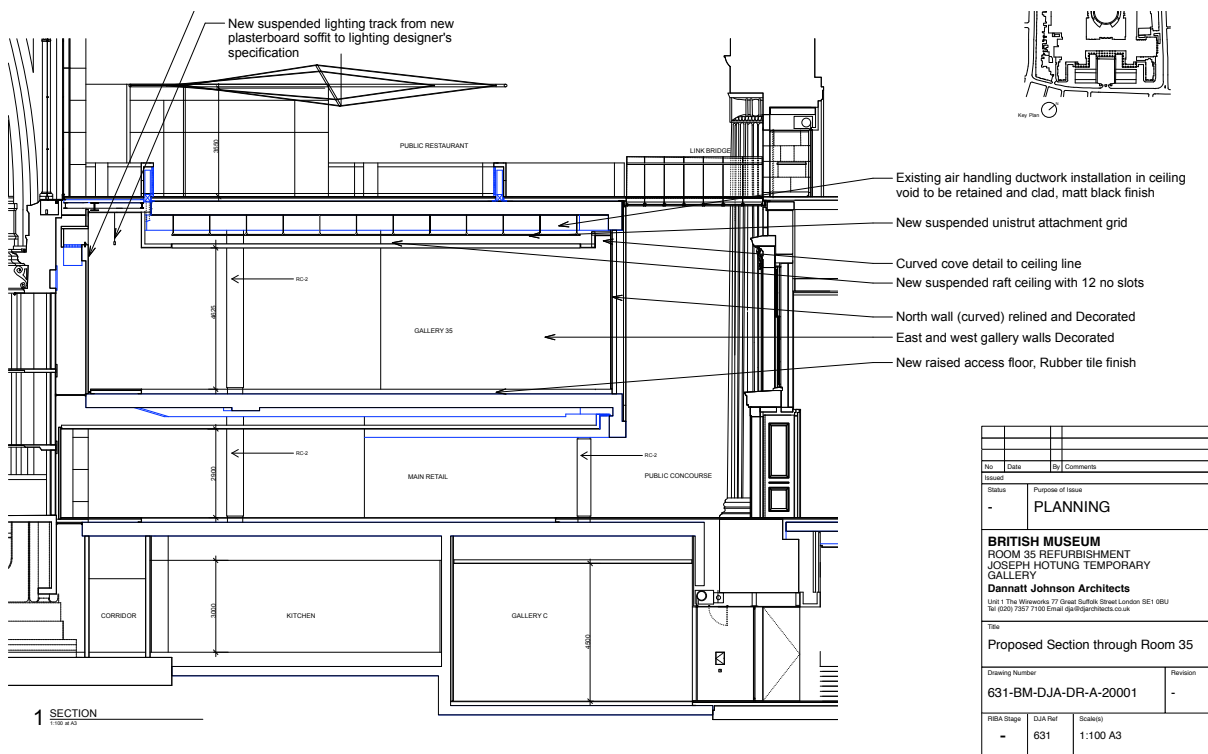 New suspended lighting track from new
plasterboard soffit to lighting designer's
specification
Key Plan
N
3550
PUBLIC RESTAURANT
LINK BRIDGE
Existing air handling ductwork installation in ceiling
void to be retained and clad, matt black finish
New suspended unistrut attachment grid
Curved cove detail to ceiling line
New suspended raft ceiling with 12 no slots
North wall (curved) relined and Decorated
East and west gallery walls Decorated
New raised access floor, Rubber tile finish
RC-2
4625
GALLERY 35
RC-2
RC-2
2900
MAIN RETAIL
PUBLIC CONCOURSE
CORRIDOR
3000
KITCHEN
GALLERY C
4500
1 SECTION
1:100 at A3
No Date By Comments
Issued
Status Purpose of Issue
- PLANNING
BRITISH MUSEUM
ROOM 35 REFURBISHMENT
JOSEPH HOTUNG TEMPORARY
GALLERY
Dannatt Johnson Architects
Unit 1 The Wireworks 77 Great Suffolk Street London SE1 0BU
Tel (020) 7357 7100 Email dja@djarchitects.co.uk
Title
Proposed Section through Room 35
Drawing Number Revision
631-BM-DJA-DR-A-20001 -
RIBA Stage DJA Ref Scale(s)
- 631 1:100 A3